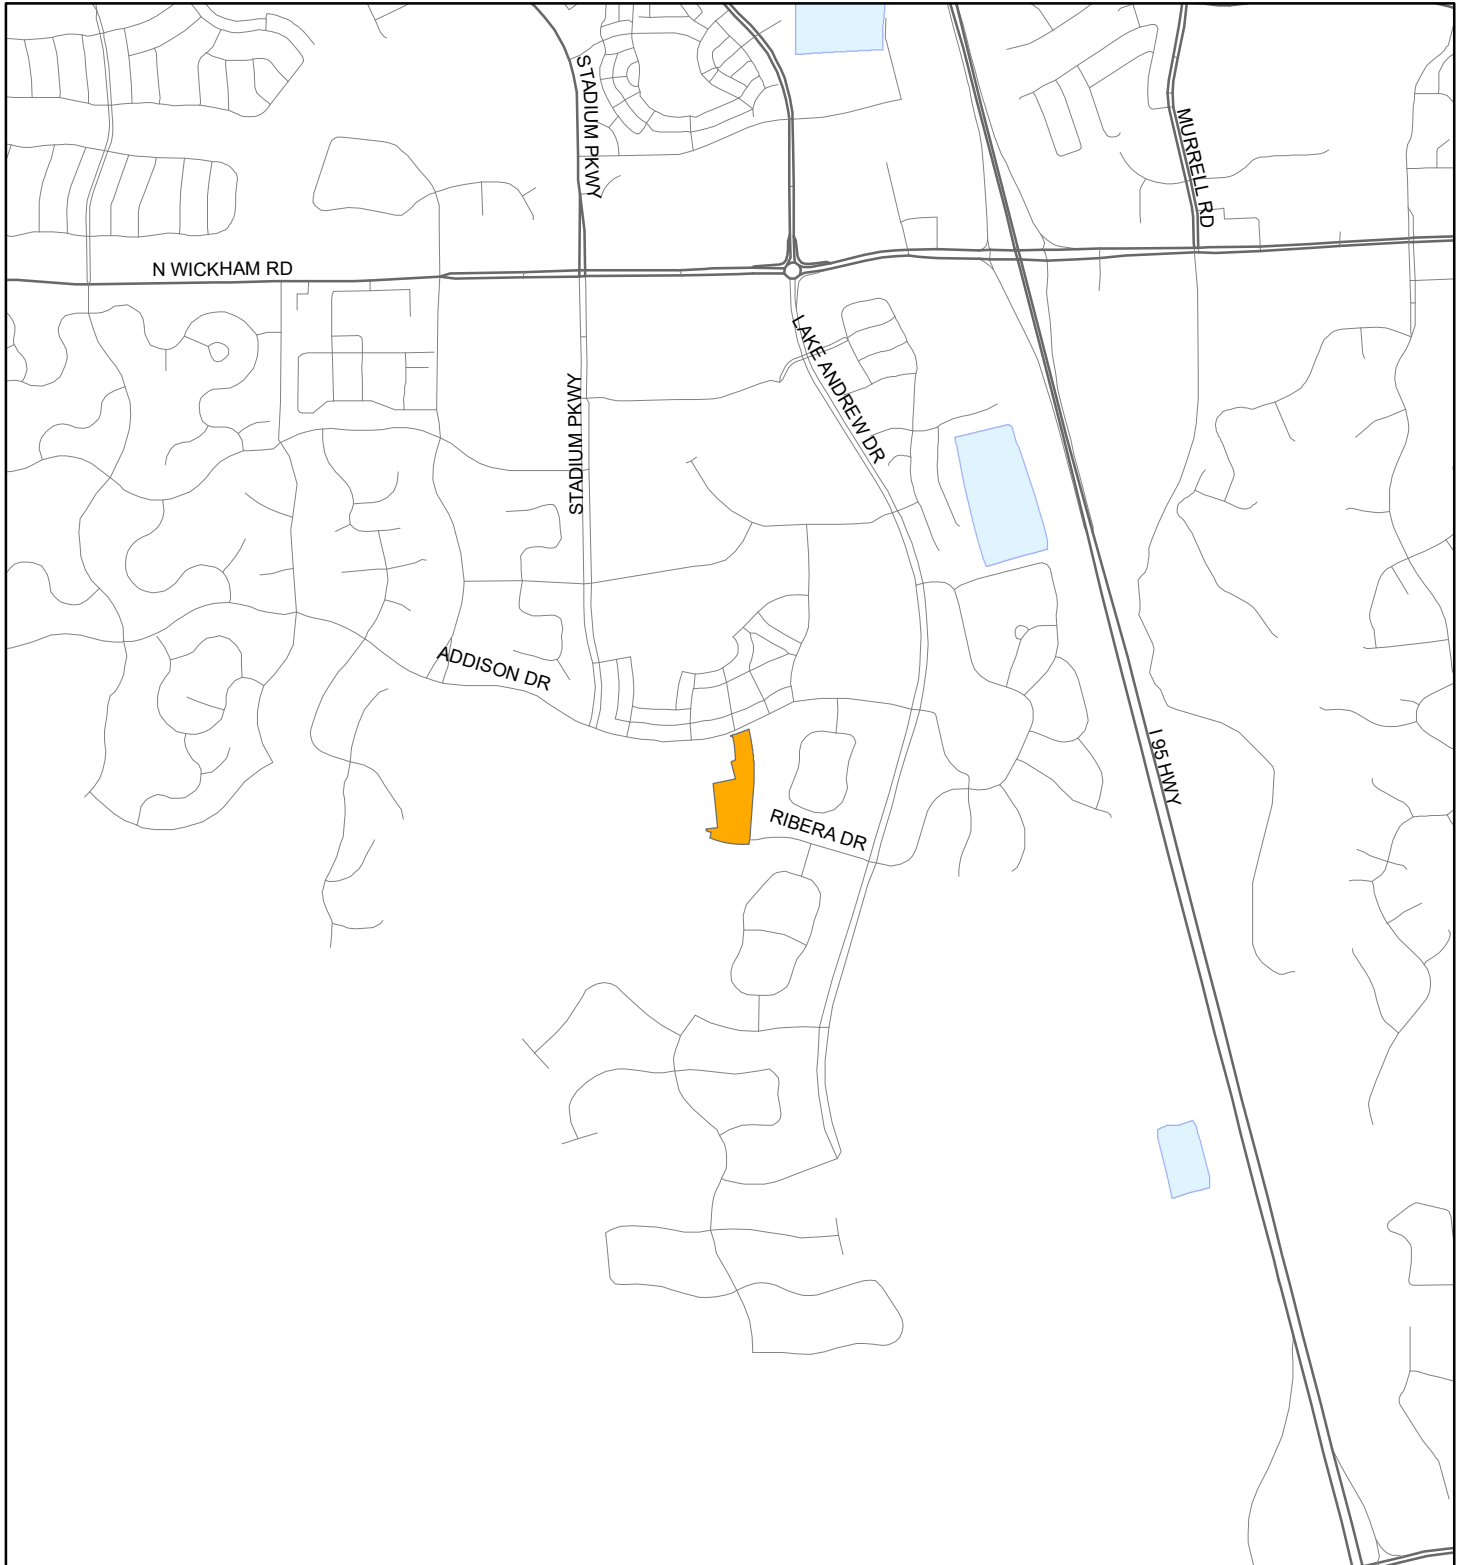 STADIUM PKWY
MURRELL RD
N WICKHAM RD
LAKE ANDREW DR
STADIUM PKWY
ADDISON DR
I 95 HWY
RIBERA DR